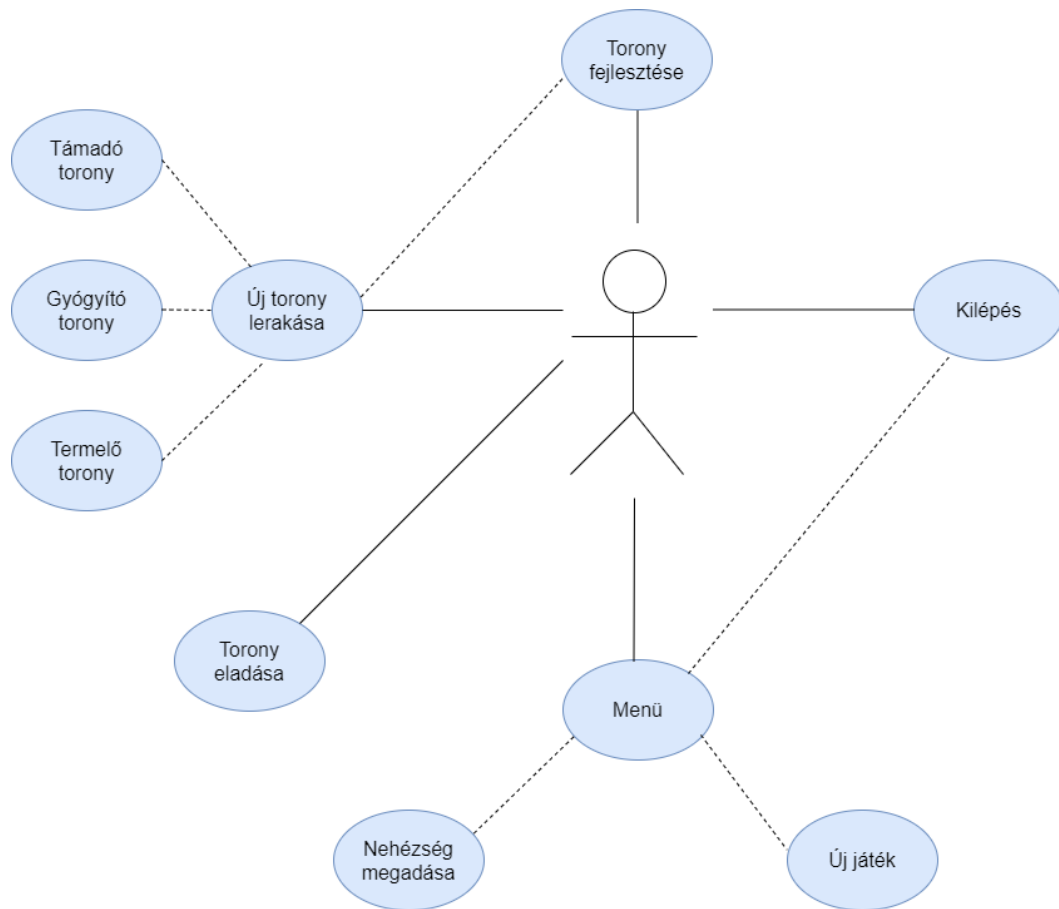 Torony
fejlesztése
Támadó
torony
Gyógyító
torony
Új torony
lerakása
Kilépés
Termelő
torony
Torony
eladása
Menü
Nehézség
megadása
Új játék